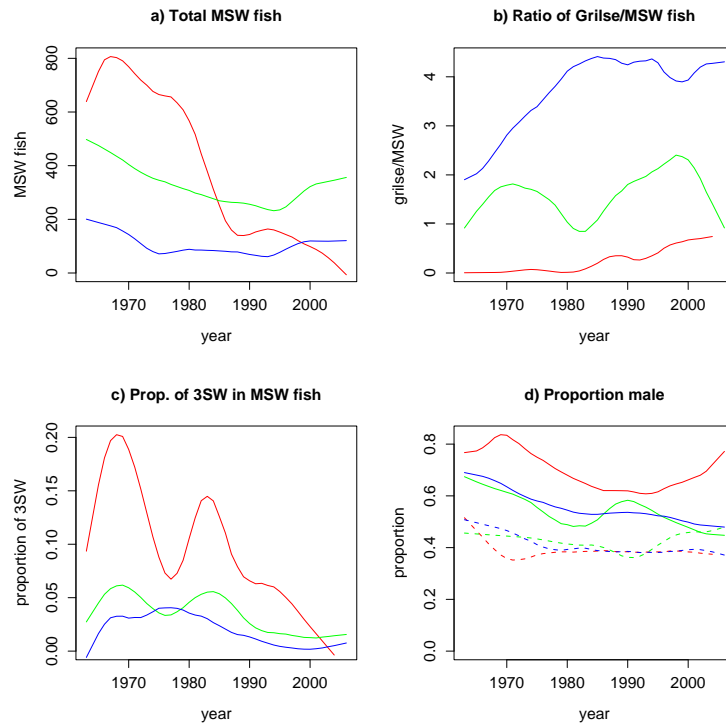 a) Total MSW fish
MSW fish
800
600
400
200
0
1970 1980 1990 2000
year
b) Ratio of Grilse/MSW fish
grilse/MSW
4
3
2
1
0
1970 1980 1990 2000
year
c) Prop. of 3SW in MSW fish
proportion of 3SW
0.20
0.15
0.10
0.05
0.00
1970 1980 1990 2000
year
d) Proportion male
proportion
0.8
0.6
0.4
0.2
0.0
1970 1980 1990 2000
year